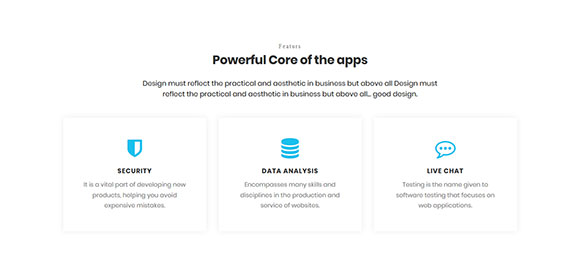 Feature
Powerful Core of the apps
Design must reflect the practical and aesthetic in business but above all Design must
reflect the practical and aesthetic in business but above all... good design.
SECURITY
It is a vital part of developing new
products, helping you avoid
expensive mistakes.
DATA ANALYSIS
Encompasses many skills and
disciplines in the production and
service of websites.
LIVE CHAT
Testing is the name given to
software testing that focuses on
web applications.